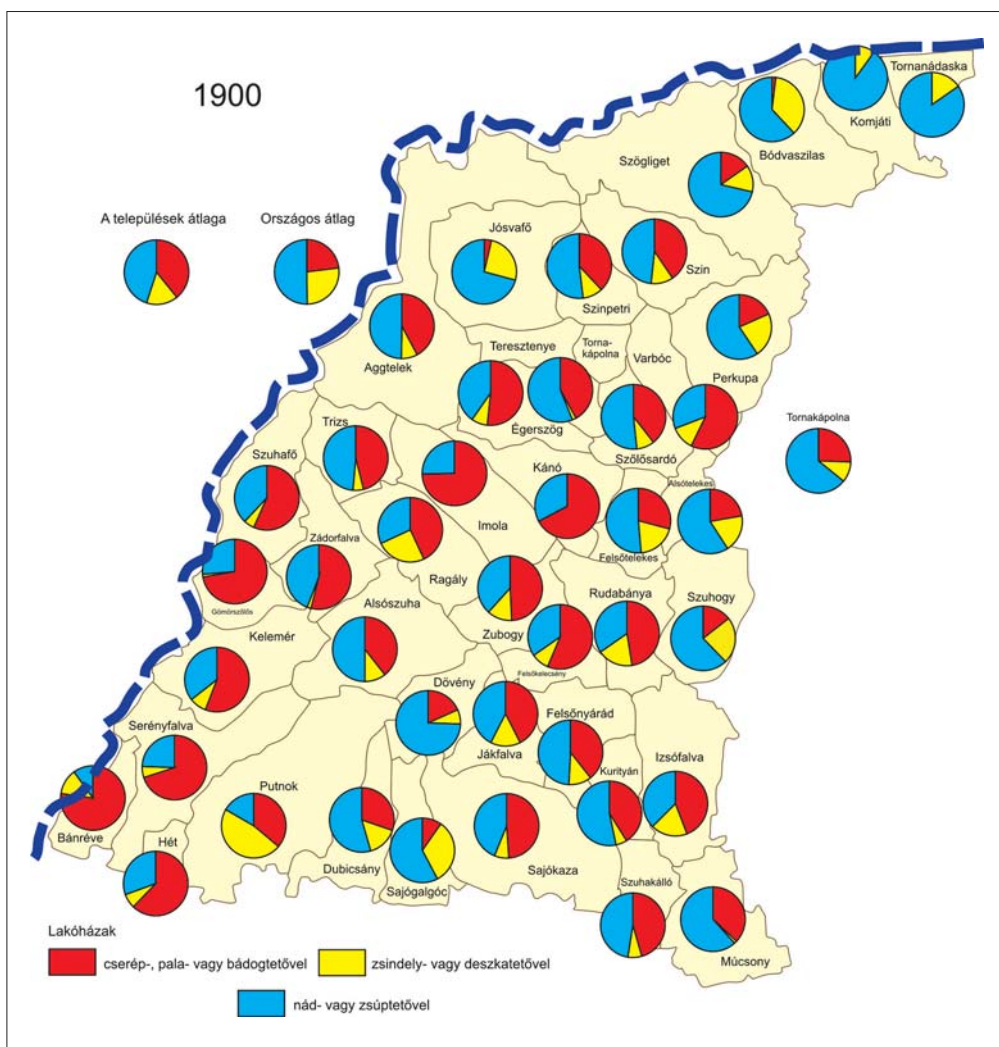 1900
Tornanádaska
Komjáti
Bódvaszilas
Szögliget
A települések átlaga
Országos átlag
Jósvafő
Szin
Szinpetri
Aggtelek
Teresztenye
Torna-
kápolna
Varbóc
Perkupa
Égerszög
Tornakápolna
Trizs
Szőlősardó
Szuhafő
Kánó
Alsótelekes
Imola
Zádorfalva
Felsőtelekes
Ragály
Gömörszőlős
Alsószuha
Rudabánya
Szuhogy
Kelemér
Zubogy
Felsőkelecsény
Dövény
Felsőnyárád
Serényfalva
Jákfalva
Izsófalva
Kurityán
Putnok
Bánréve
Hét
Dubicsány
Sajógalgóc
Sajókaza
Szuhakálló
Múcsony
Lakóházak
cserép-, pala- vagy bádogtetővel
zsindely- vagy deszkatetővel
nád- vagy zsúptetővel